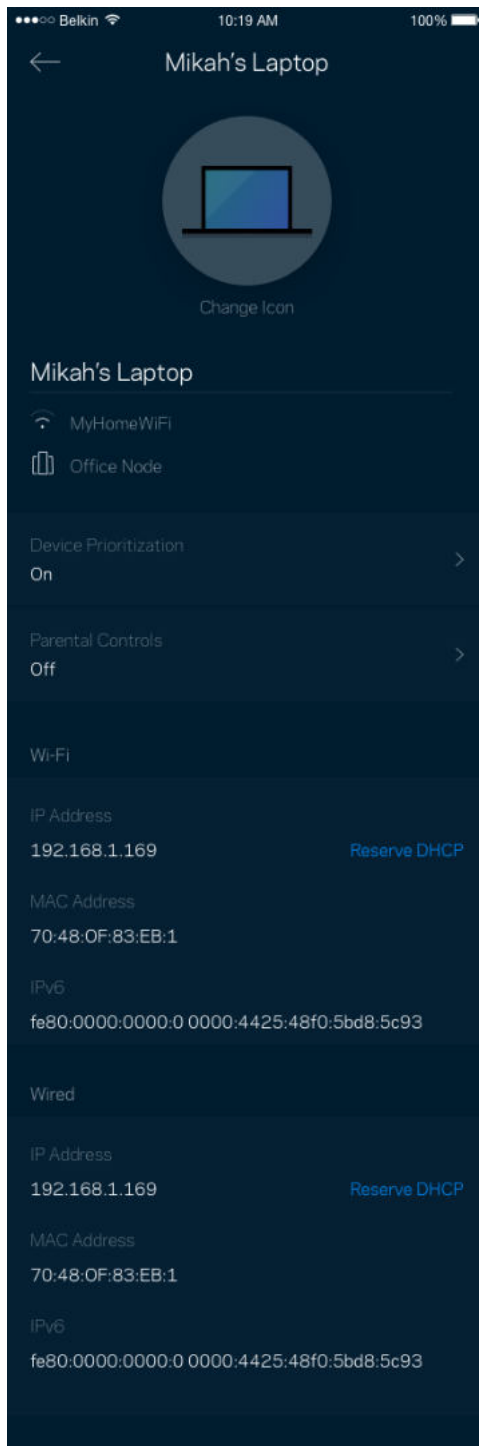 Belkin 10:19 AM 100%
Mikah's Laptop
Change Icon
Mikah's Laptop
MyHomeWiFi
Office Node
Device Prioritization
On
Parental Controls
Off
Wi-Fi
IP Address
192.168.1.169 Reserve DHCP
MAC Address
70:48:0F:83:EB:1
IPv6
fe80:0000:0000:0 0000:4425:48f0:5bd8:5c93
Wired
IP Address
192.168.1.169 Reserve DHCP
MAC Address
70:48:0F:83:EB:1
IPv6
fe80:0000:0000:0 0000:4425:48f0:5bd8:5c93